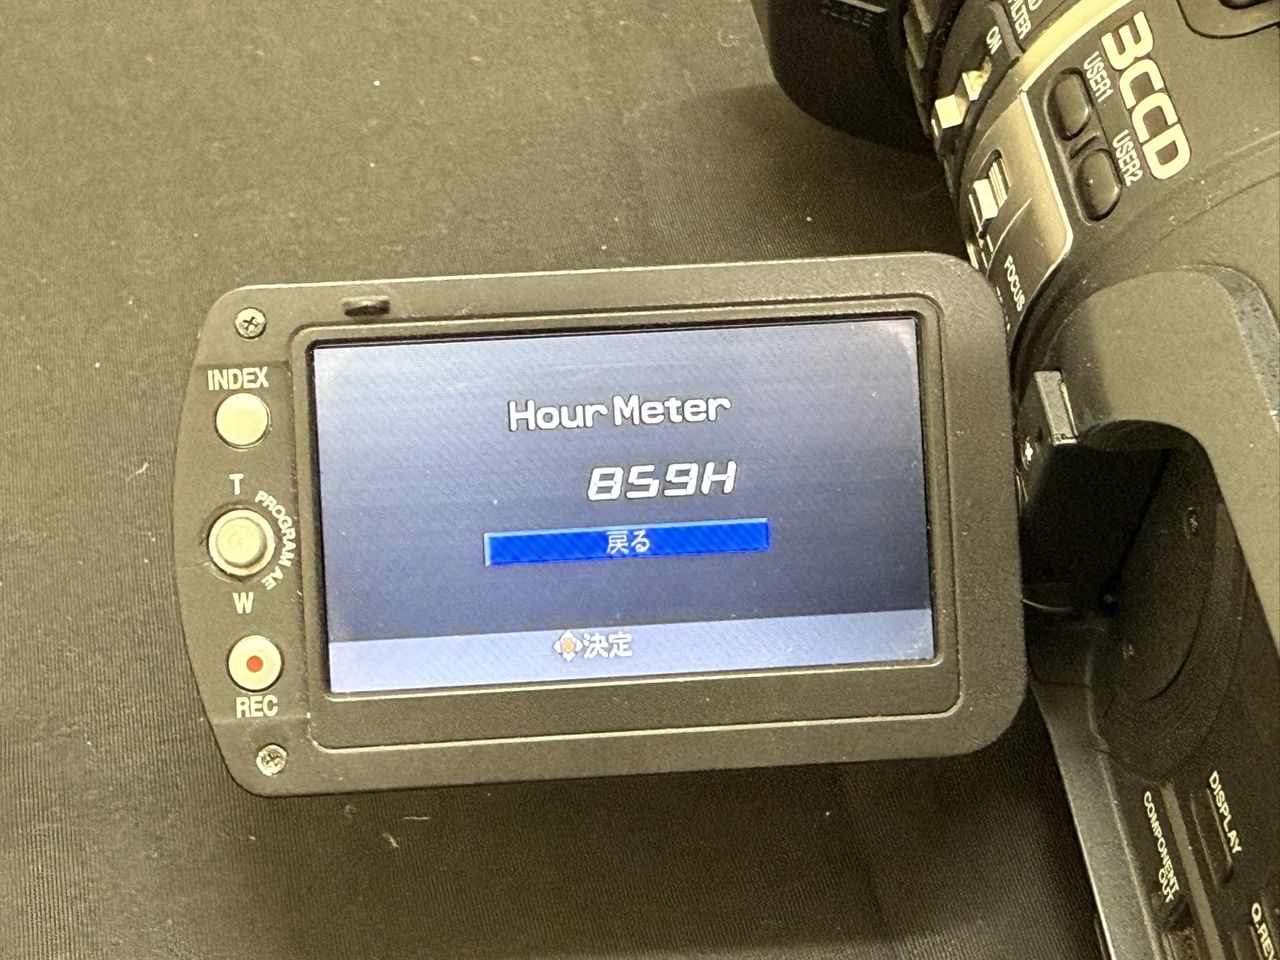 FILTER
ON
3CCD
USER1
USER2
FOCUS
INDEX
T
PROGRAM AE
W
REC
Hour Meter
859H
戻る
決定
DISPLAY
COMPONENT
OUT